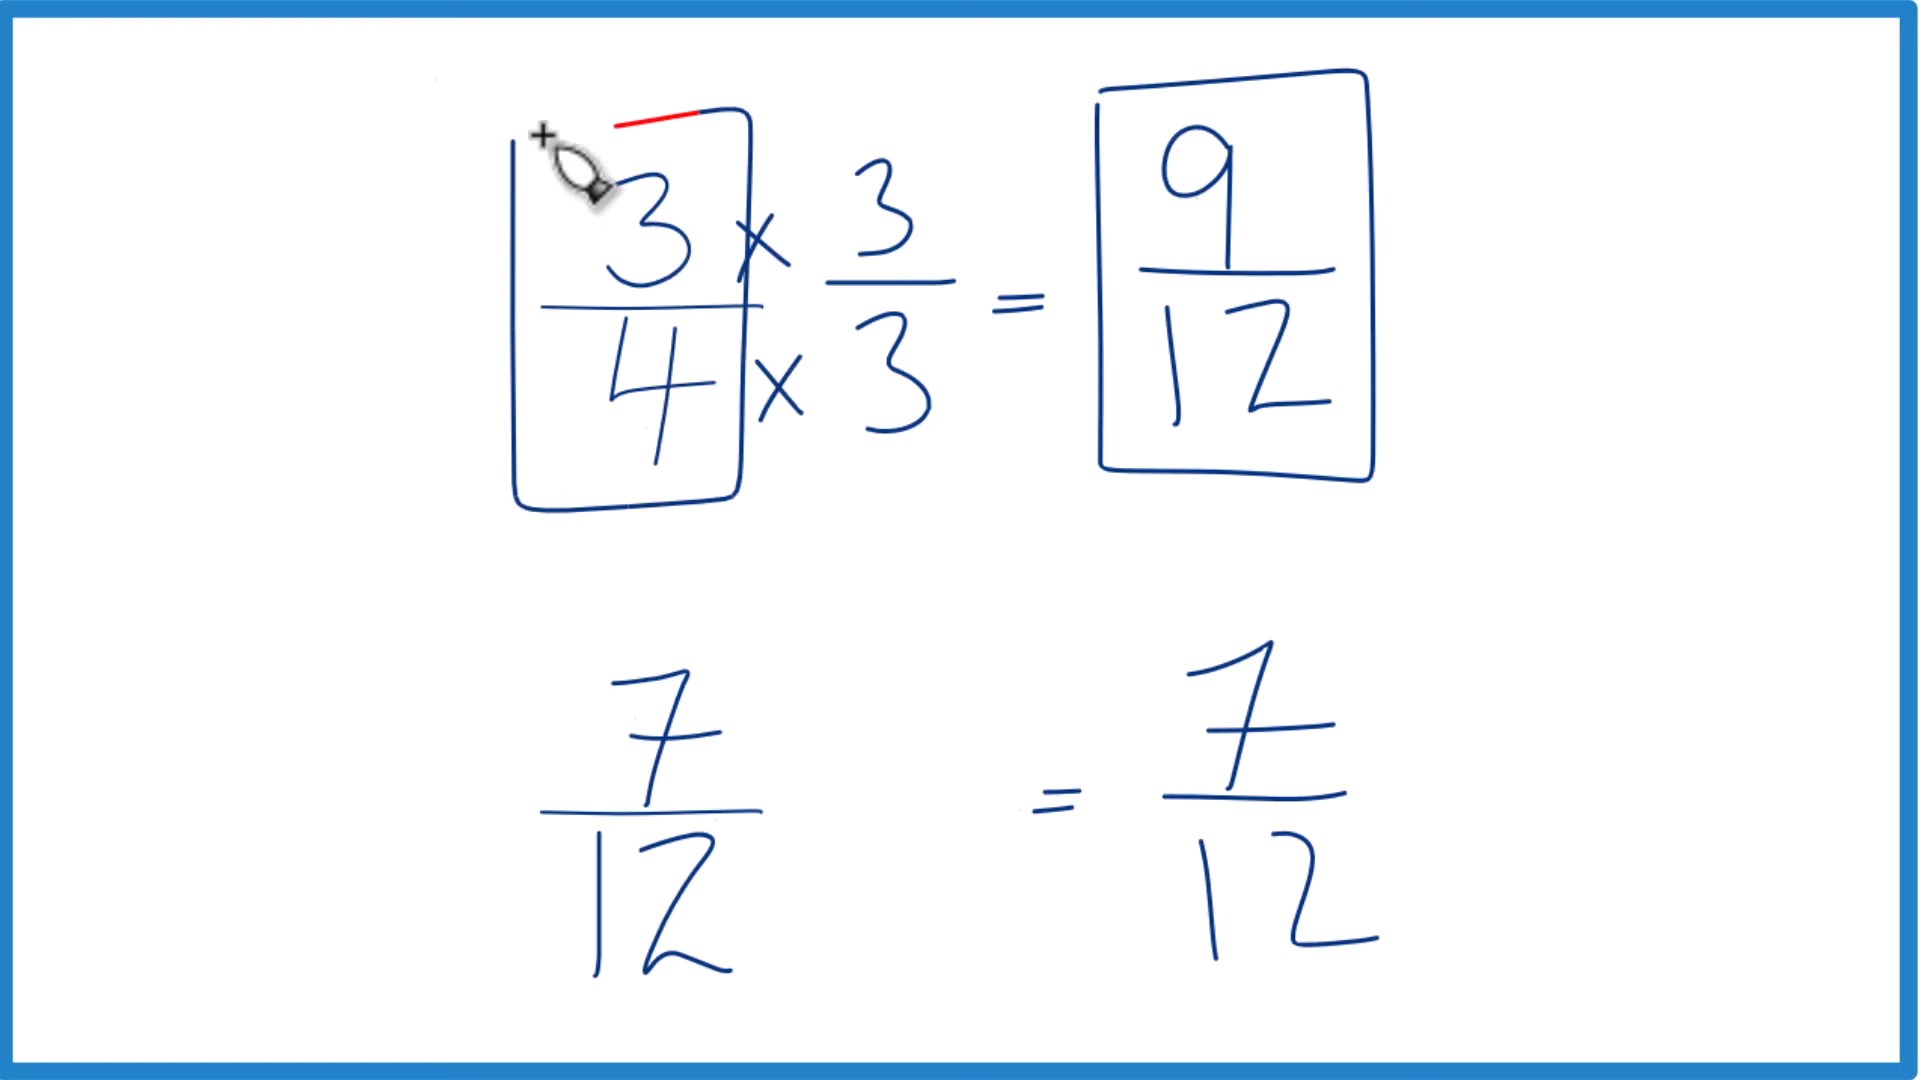 3/4 × 3/3 = 9/12
×
7/12 = 7/12